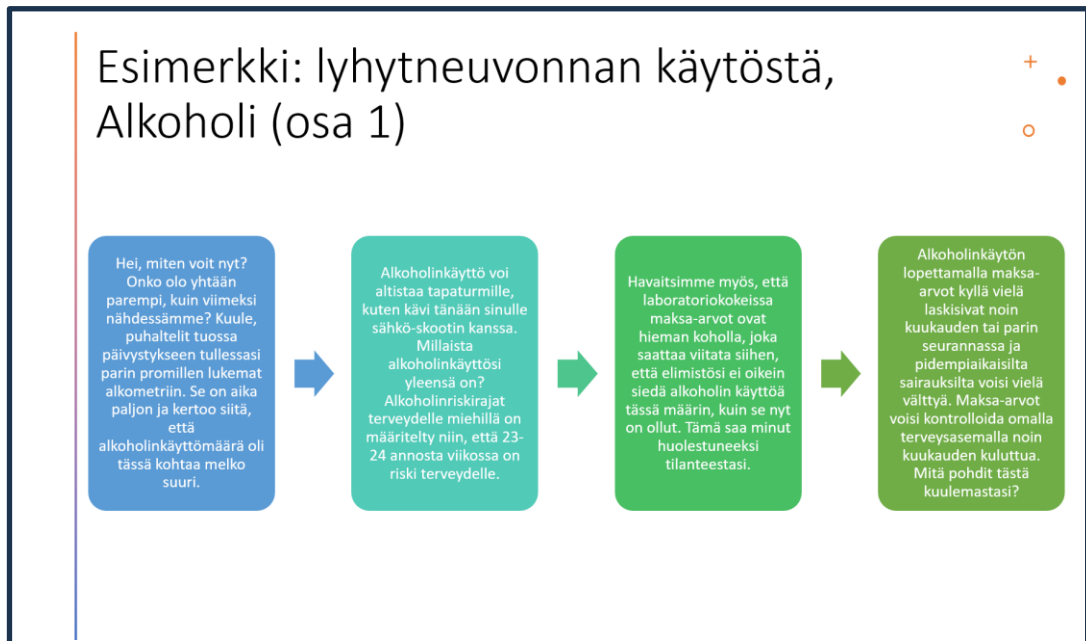 Esimerkki: lyhytneuvonnan käytöstä,
Alkoholi (osa 1)
Hei, miten voit nyt?
Onko olo yhtään
parempi, kuin viimeksi
nähdessämme? Kuule,
puhaltelit tuossa
päivystykseen tullessasi
parin promillen lukemat
alkometriin. Se on aika
paljon ja kertoo siitä,
että
alkoholinkäyttömäärä oli
tässä kohtaa melko
suuri.
Alkoholinkäyttö voi
altistaa tapaturmille,
kuten kävi tänään sinulle
sähkö-skootin kanssa.
Millaista
alkoholinkäyttösi
yleensä on?
Alkoholinriskirajat
terveydelle miehillä on
määritelty niin, että 23-
24 annosta viikossa on
riski terveydelle.
Havaitsimme myös, että
laboratoriokokeissa
maksa-arvot ovat
hieman koholla, joka
saattaa viitata siihen,
että elimistösi ei oikein
siedä alkoholin käyttöä
tässä määrin, kuin se nyt
on ollut. Tämä saa minut
huolestuneeksi
tilanteestasi.
Alkoholinkäytön
lopettamalla maksa-
arvot kyllä vielä
laskisivat noin
kuukauden tai parin
seurannassa ja
pidempiaikaisilta
sairauksilta voisi vielä
välttyä. Maksa-arvot
voisi kontrolloida omalla
terveysasemalla noin
kuukauden kuluttua.
Mitä pohdit tästä
kuulemastasi?